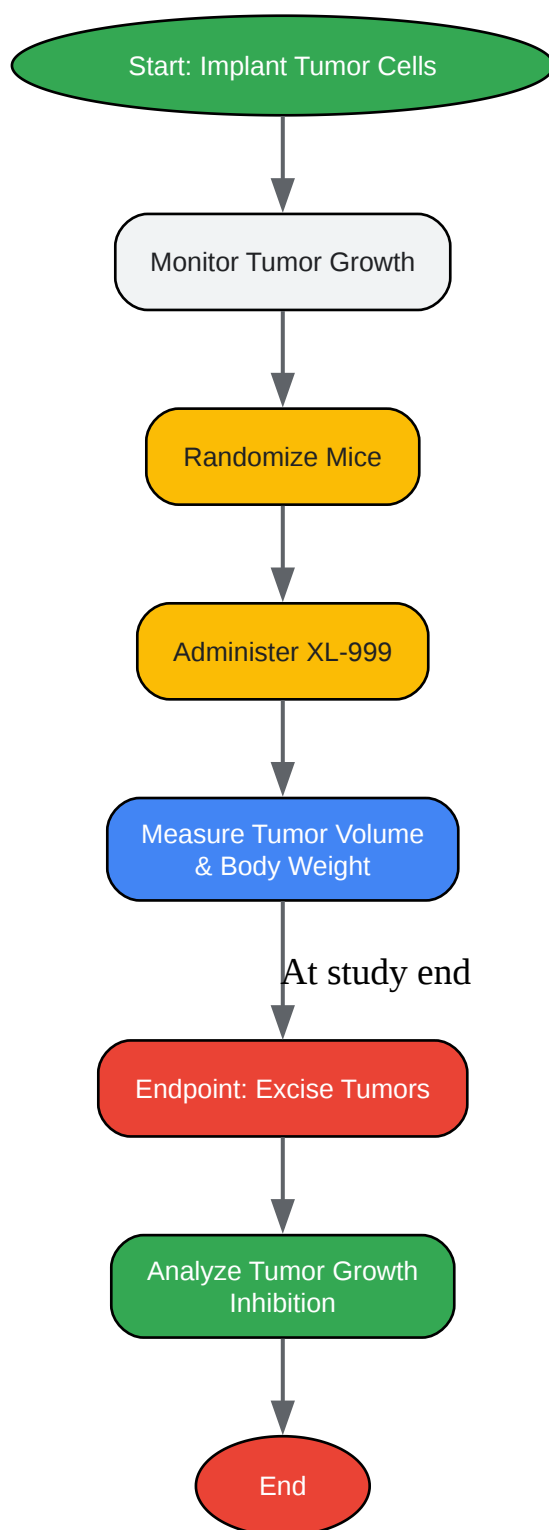 Start: Implant Tumor Cells
Monitor Tumor Growth
Randomize Mice
Administer XL-999
Measure Tumor Volume
& Body Weight
At study end
Endpoint: Excise Tumors
Analyze Tumor Growth
Inhibition
End